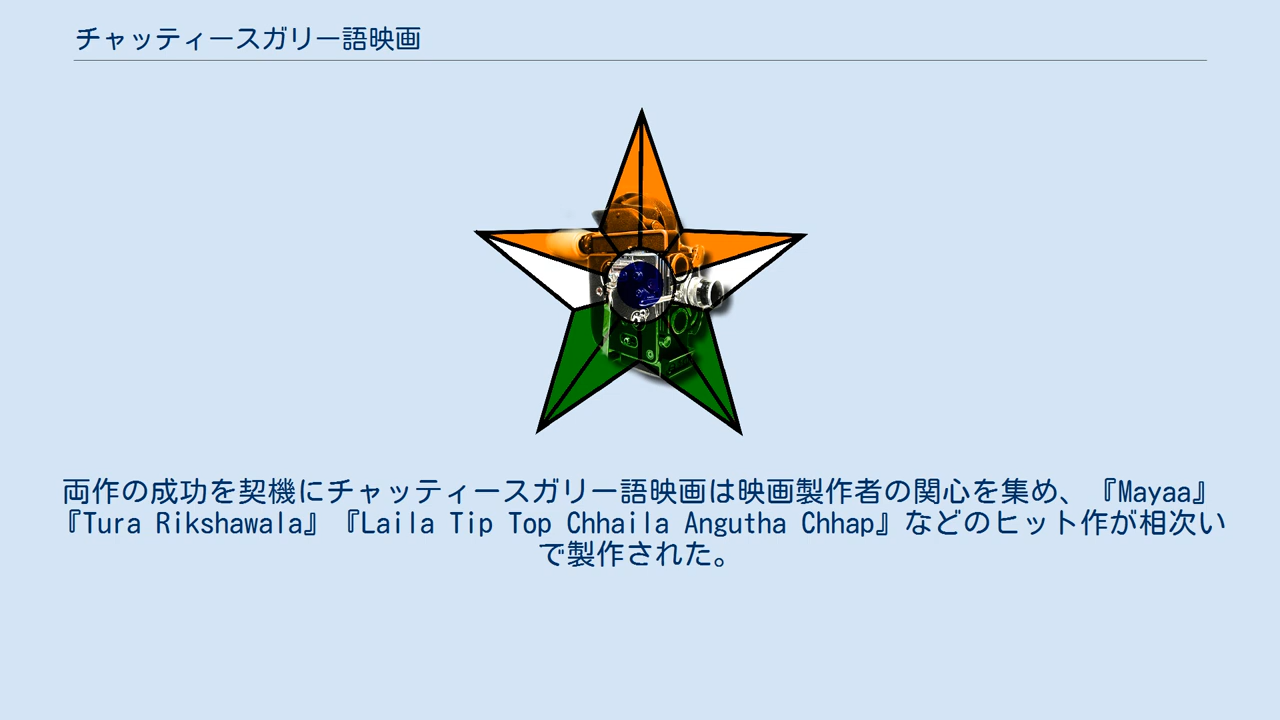 チャッティースガリー語映画
両作の成功を契機にチャッティースガリー語映画は映画製作者の関心を集め、『Mayaa』
『Tura Rikshawala』『Laila Tip Top Chhaila Angutha Chhap』などのヒット作が相次い
で製作された。